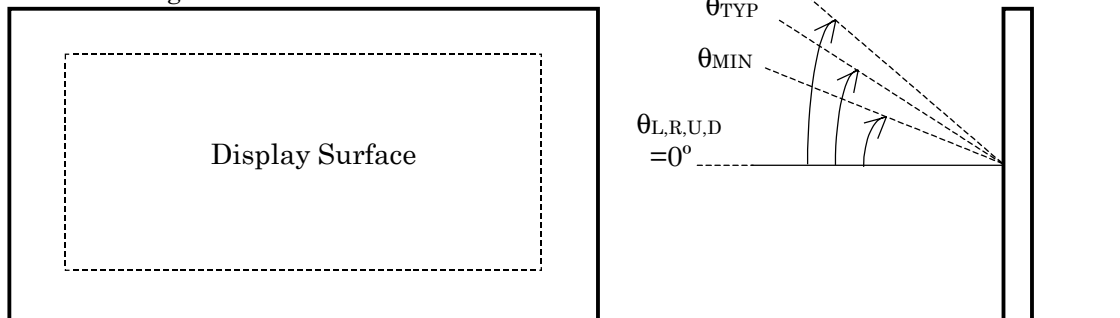 Display Surface
θTYP
θMIN
θL,R,U,D
=0º